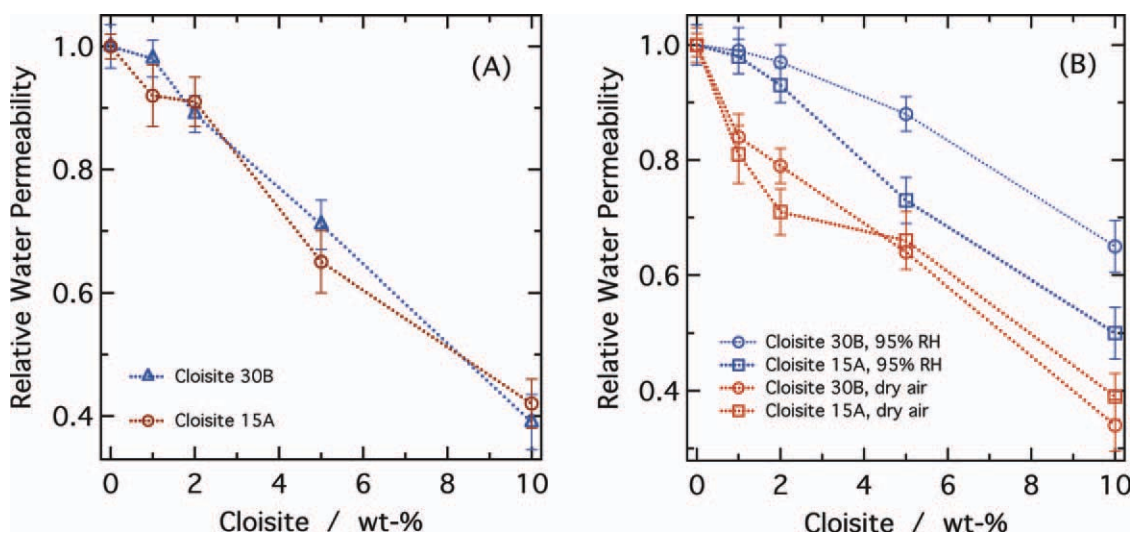 (A)
Relative Water Permeability
1.0
0.8
0.6
0.4
Cloisite 30B
Cloisite 15A
0 2 4 6 8 10
Cloisite / wt-%
(B)
Relative Water Permeability
1.0
0.8
0.6
0.4
Cloisite 30B, 95% RH
Cloisite 15A, 95% RH
Cloisite 30B, dry air
Cloisite 15A, dry air
0 2 4 6 8 10
Cloisite / wt-%